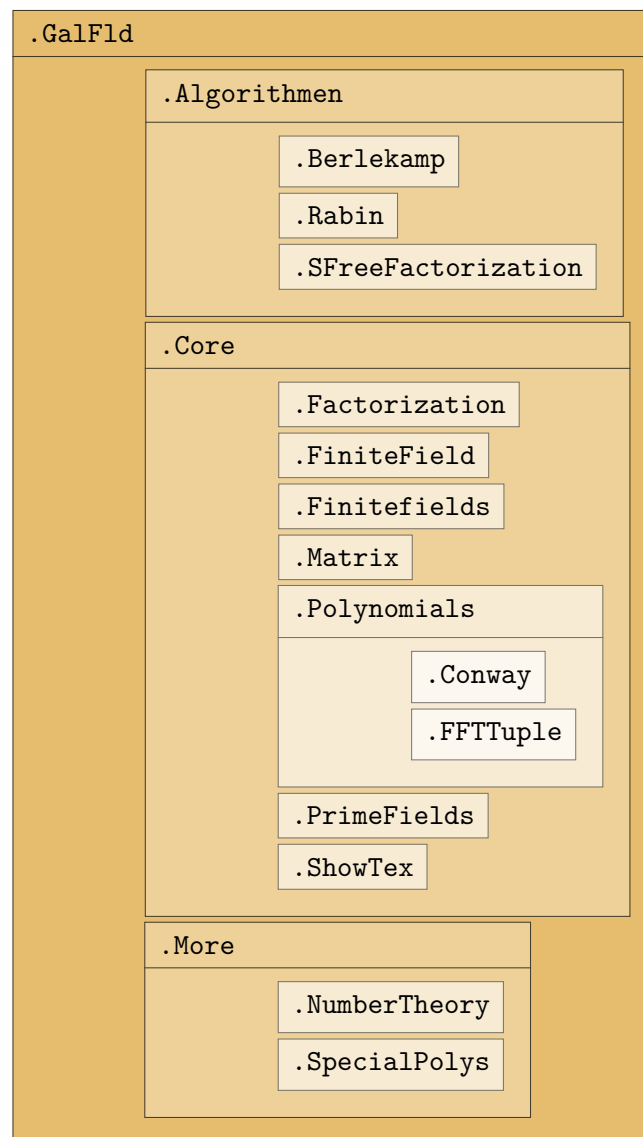 .GalFld
.Algorithmen
.Berlekamp
.Rabin
.SFreeFactorization
.Core
.Factorization
.FiniteField
.Finitefields
.Matrix
.Polynomials
.Conway
.FFTTuple
.PrimeFields
.ShowTex
.More
.NumberTheory
.SpecialPolys